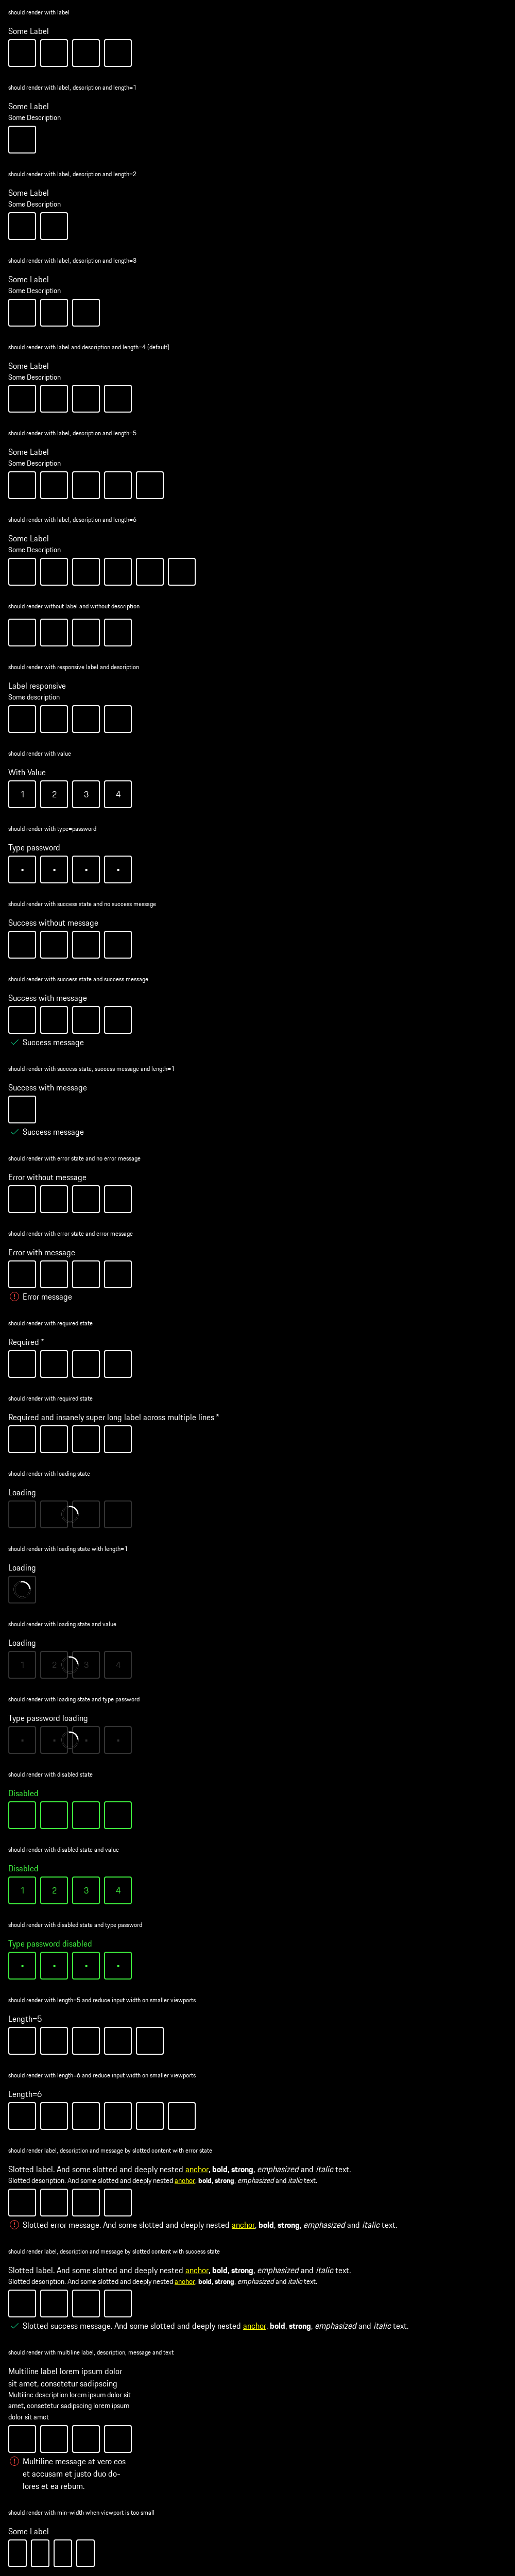 should render with label
Some Label
should render with label, description and length=1
Some Label
Some Description
should render with label, description and length=2
Some Label
Some Description
should render with label, description and length=3
Some Label
Some Description
should render with label and description and length=4 (default)
Some Label
Some Description
should render with label, description and length=5
Some Label
Some Description
should render with label, description and length=6
Some Label
Some Description
should render without label and without description
should render with responsive label and description
Label responsive
Some description
should render with value
With Value
1 2 3 4
should render with type=password
Type password
• • • •
should render with success state and no success message
Success without message
should render with success state and success message
Success with message
Success message
should render with success state, success message and length=1
Success with message
Success message
should render with error state and no error message
Error without message
should render with error state and error message
Error with message
Error message
should render with required state
Required *
should render with required state
Required and insanely super long label across multiple lines *
should render with loading state
Loading
should render with loading state with length=1
Loading
should render with loading state and value
Loading
1 2 3 4
should render with loading state and type password
Type password loading
• • • •
should render with disabled state
Disabled
should render with disabled state and value
Disabled
1 2 3 4
should render with disabled state and type password
Type password disabled
• • • •
should render with length=5 and reduce input width on smaller viewports
Length=5
should render with length=6 and reduce input width on smaller viewports
Length=6
should render label, description and message by slotted content with error state
Slotted label. And some slotted and deeply nested anchor, bold, strong, emphasized and italic text.
Slotted description. And some slotted and deeply nested anchor, bold, strong, emphasized and italic text.
Slotted error message. And some slotted and deeply nested anchor, bold, strong, emphasized and italic text.
should render label, description and message by slotted content with success state
Slotted label. And some slotted and deeply nested anchor, bold, strong, emphasized and italic text.
Slotted description. And some slotted and deeply nested anchor, bold, strong, emphasized and italic text.
Slotted success message. And some slotted and deeply nested anchor, bold, strong, emphasized and italic text.
should render with multiline label, description, message and text
Multiline label lorem ipsum dolor
sit amet, consetetur sadipscing
Multiline description lorem ipsum dolor sit
amet, consetetur sadipscing lorem ipsum
dolor sit amet
Multiline message at vero eos
et accusam et justo duo do-
lores et ea rebum.
should render with min-width when viewport is too small
Some Label